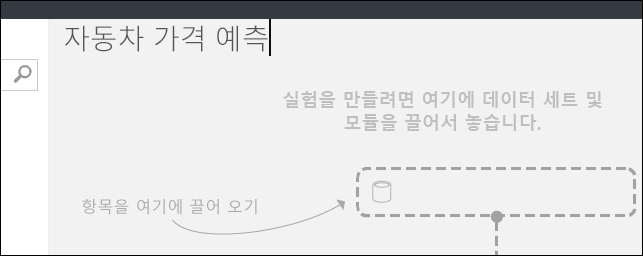 자동차 가격 예측
실험을 만들려면 여기에 데이터 세트 및
모듈을 끌어서 놓습니다.
항목을 여기에 끌어 오기